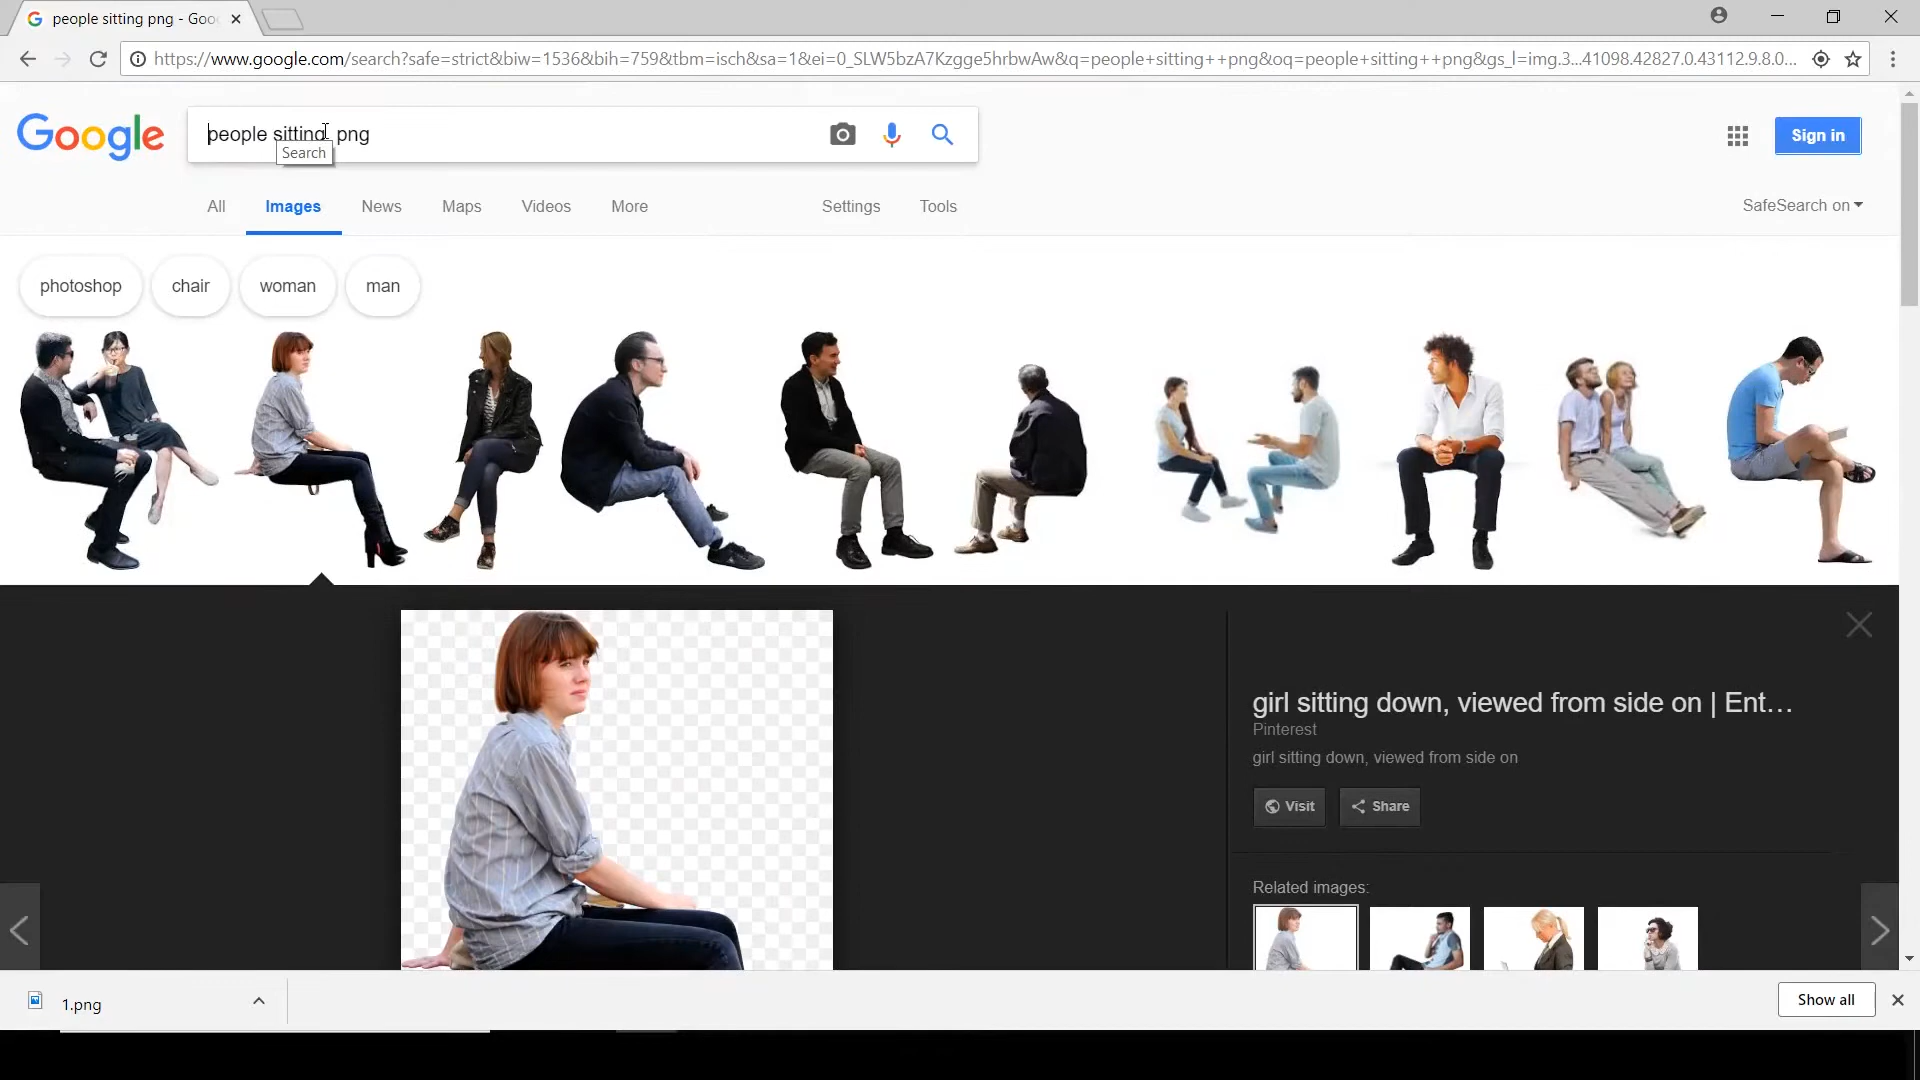 people sitting png - Goo
https://www.google.com/search?safe=strict&biw=1536&bih=759&tbm=isch&sa=1&ei=0_SLW5bzA7Kzgge5hrbwAw&q=people+sitting++png&oq=people+sitting++png&gs_l=img.3...41098.42827.0.43112.9.8.0...
Google
people sitting png
Search
Sign in
All Images News Maps Videos More Settings Tools SafeSearch on
photoshop chair woman man
girl sitting down, viewed from side on | Ent...
Pinterest
girl sitting down, viewed from side on
Visit Share
Related images:
1.png
Show all